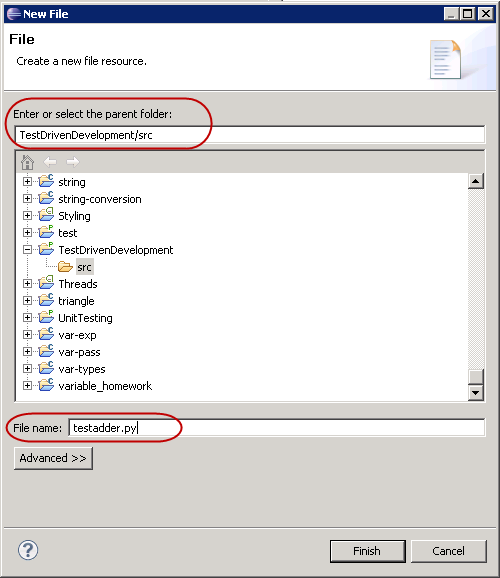 New File
File
Create a new file resource.
Enter or select the parent folder:
TestDrivenDevelopment/src
string
string-conversion
Styling
test
TestDrivenDevelopment
src
Threads
triangle
UnitTesting
var-exp
var-pass
var-types
variable_homework
File name: testadder.py
Advanced >>
? Finish Cancel